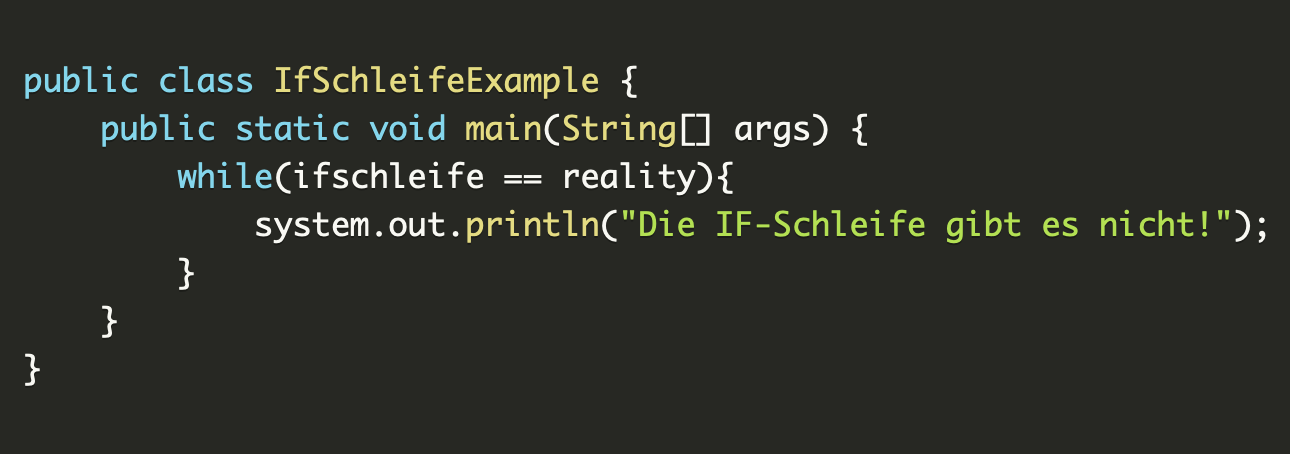 public class IfSchleifeExample {
    public static void main(String[] args) {
        while(ifschleife == reality){
            system.out.println("Die IF-Schleife gibt es nicht!");
        }
    }
}